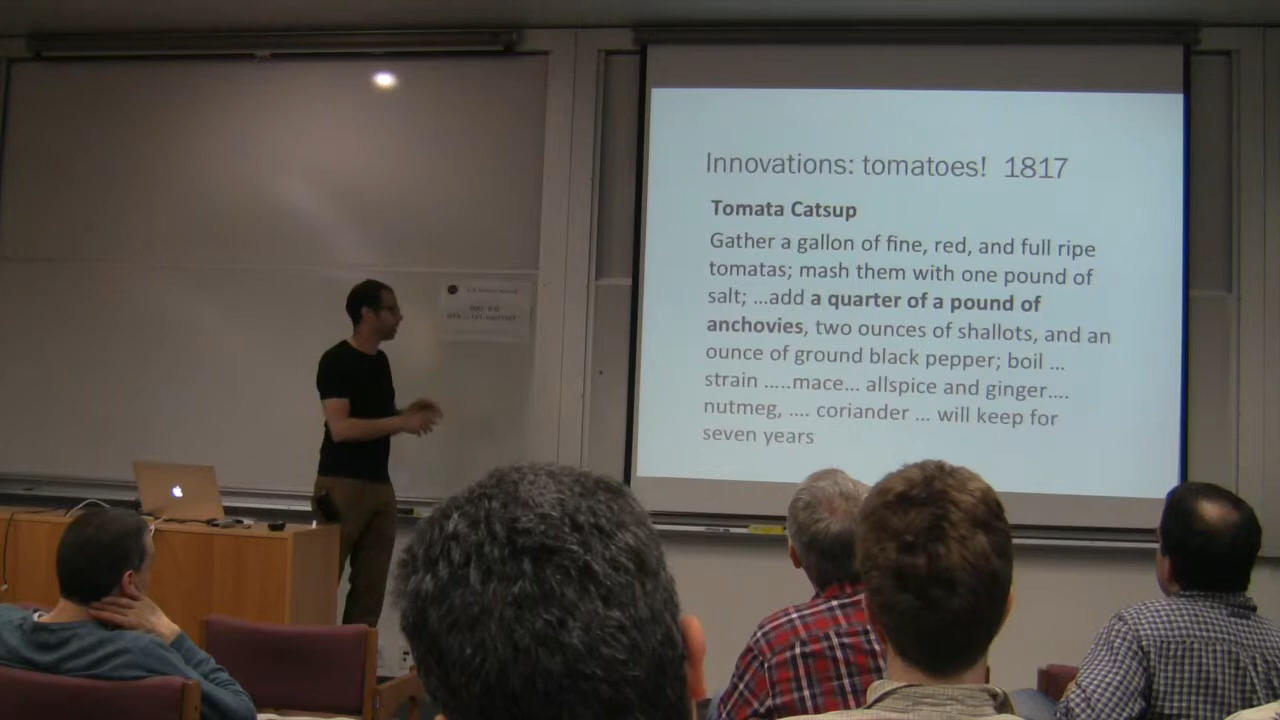 Innovations: tomatoes! 1817
Tomata Catsup
Gather a gallon of fine, red, and full ripe
tomatas; mash them with one pound of
salt; ...add a quarter of a pound of
anchovies, two ounces of shallots, and an
ounce of ground black pepper; boil ...
strain .....mace... allspice and ginger....
nutmeg, .... coriander ... will keep for
seven years